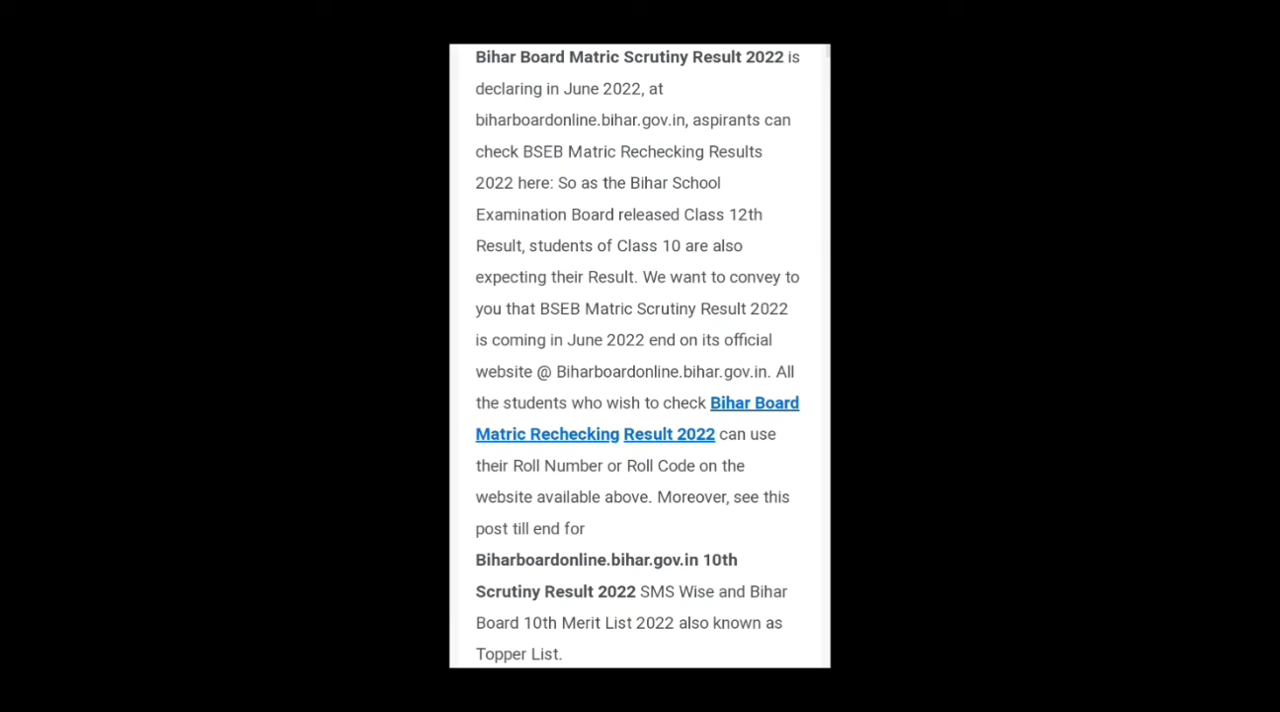 Bihar Board Matric Scrutiny Result 2022 is
declaring in June 2022, at
biharboardonline.bihar.gov.in, aspirants can
check BSEB Matric Rechecking Results
2022 here: So as the Bihar School
Examination Board released Class 12th
Result, students of Class 10 are also
expecting their Result. We want to convey to
you that BSEB Matric Scrutiny Result 2022
is coming in June 2022 end on its official
website @ Biharboardonline.bihar.gov.in. All
the students who wish to check Bihar Board
Matric Rechecking Result 2022 can use
their Roll Number or Roll Code on the
website available above. Moreover, see this
post till end for
Biharboardonline.bihar.gov.in 10th
Scrutiny Result 2022 SMS Wise and Bihar
Board 10th Merit List 2022 also known as
Topper List.